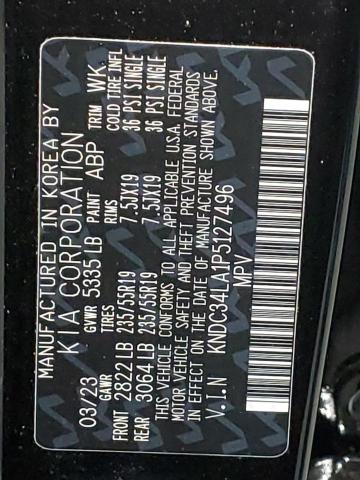 MANUFACTURED IN KOREA BY
KIA CORPORATION
03/23 GVWR 5335 LB PAINT ABP TRIM WK
GAWR TIRES RIMS COLD TIRE INFL
FRONT 2822 LB 235/55R19 7.5JX19 36 PSI SINGLE
REAR 3064 LB 235/55R19 7.5JX19 36 PSI SINGLE
THIS VEHICLE CONFORMS TO ALL APPLICABLE U.S.A. FEDERAL
MOTOR VEHICLE SAFETY AND THEFT PREVENTION STANDARDS
IN EFFECT ON THE DATE OF MANUFACTURE SHOWN ABOVE.
V.I.N KNDC34LA1P5127496
MPV